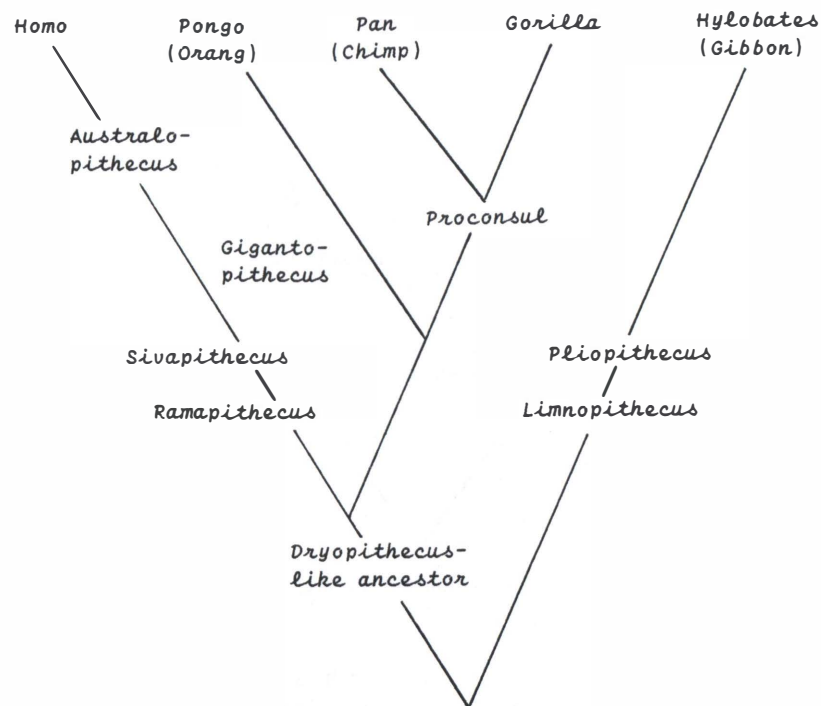 Homo
Pongo
(Orang)
Pan
(Chimp)
Gorilla
Hylobates
(Gibbon)
Australo-
pithecus
Proconsul
Giganto-
pithecus
Sivapithecus
Pliopithecus
Ramapithecus
Limnopithecus
Dryopithecus-
like ancestor